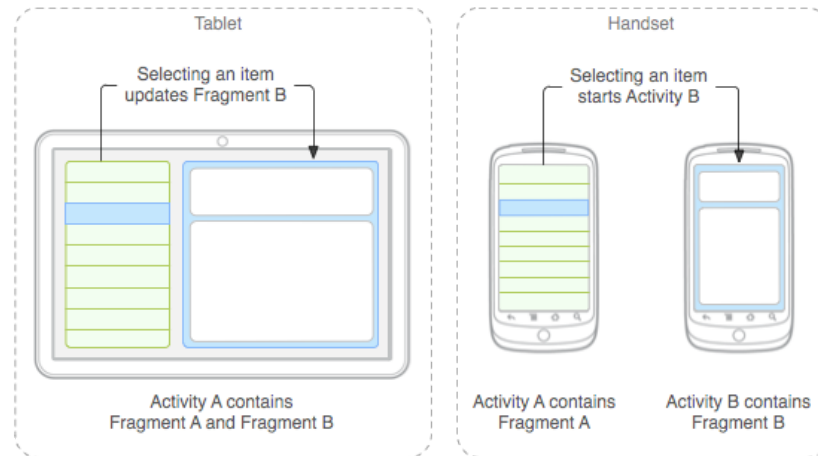 Tablet
Selecting an item
updates Fragment B
Activity A contains
Fragment A and Fragment B
Handset
Selecting an item
starts Activity B
Activity A contains
Fragment A
Activity B contains
Fragment B